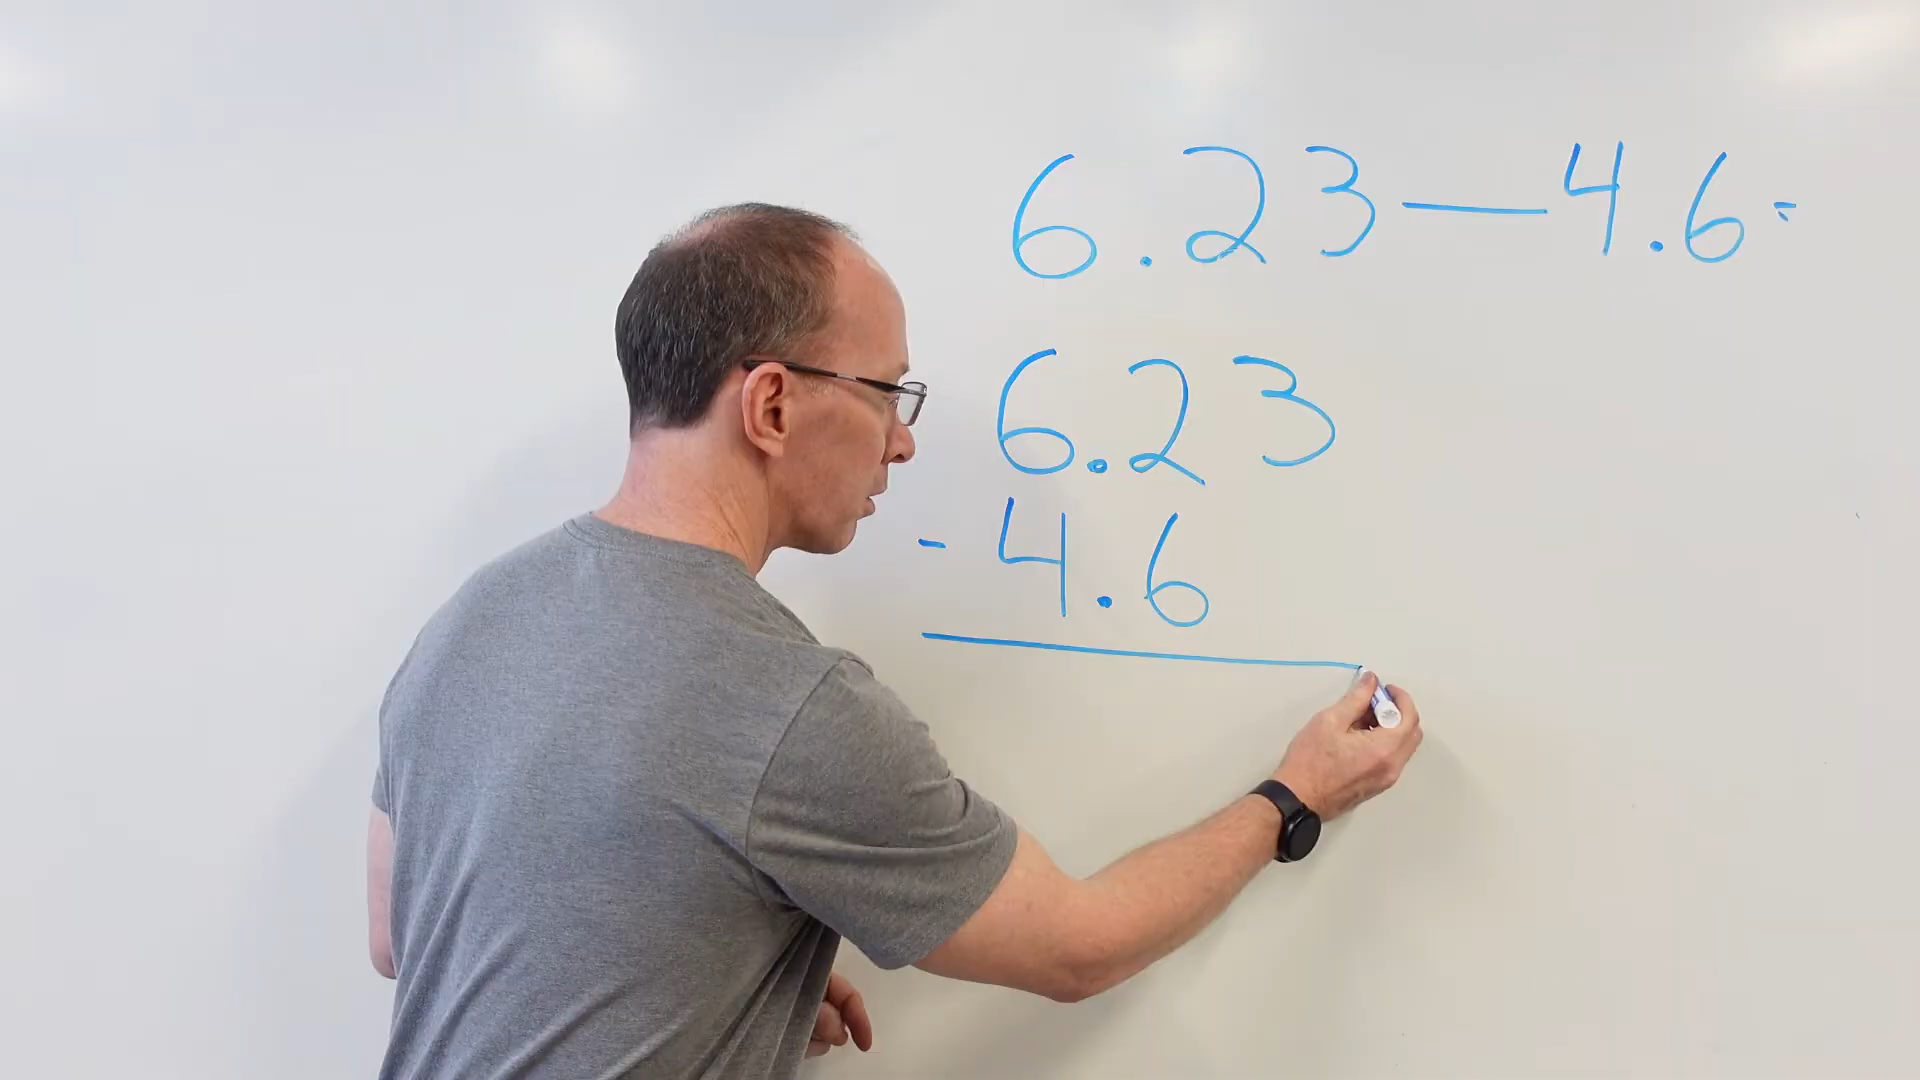 6.23 — 4.6 =
6.23
- 4.6